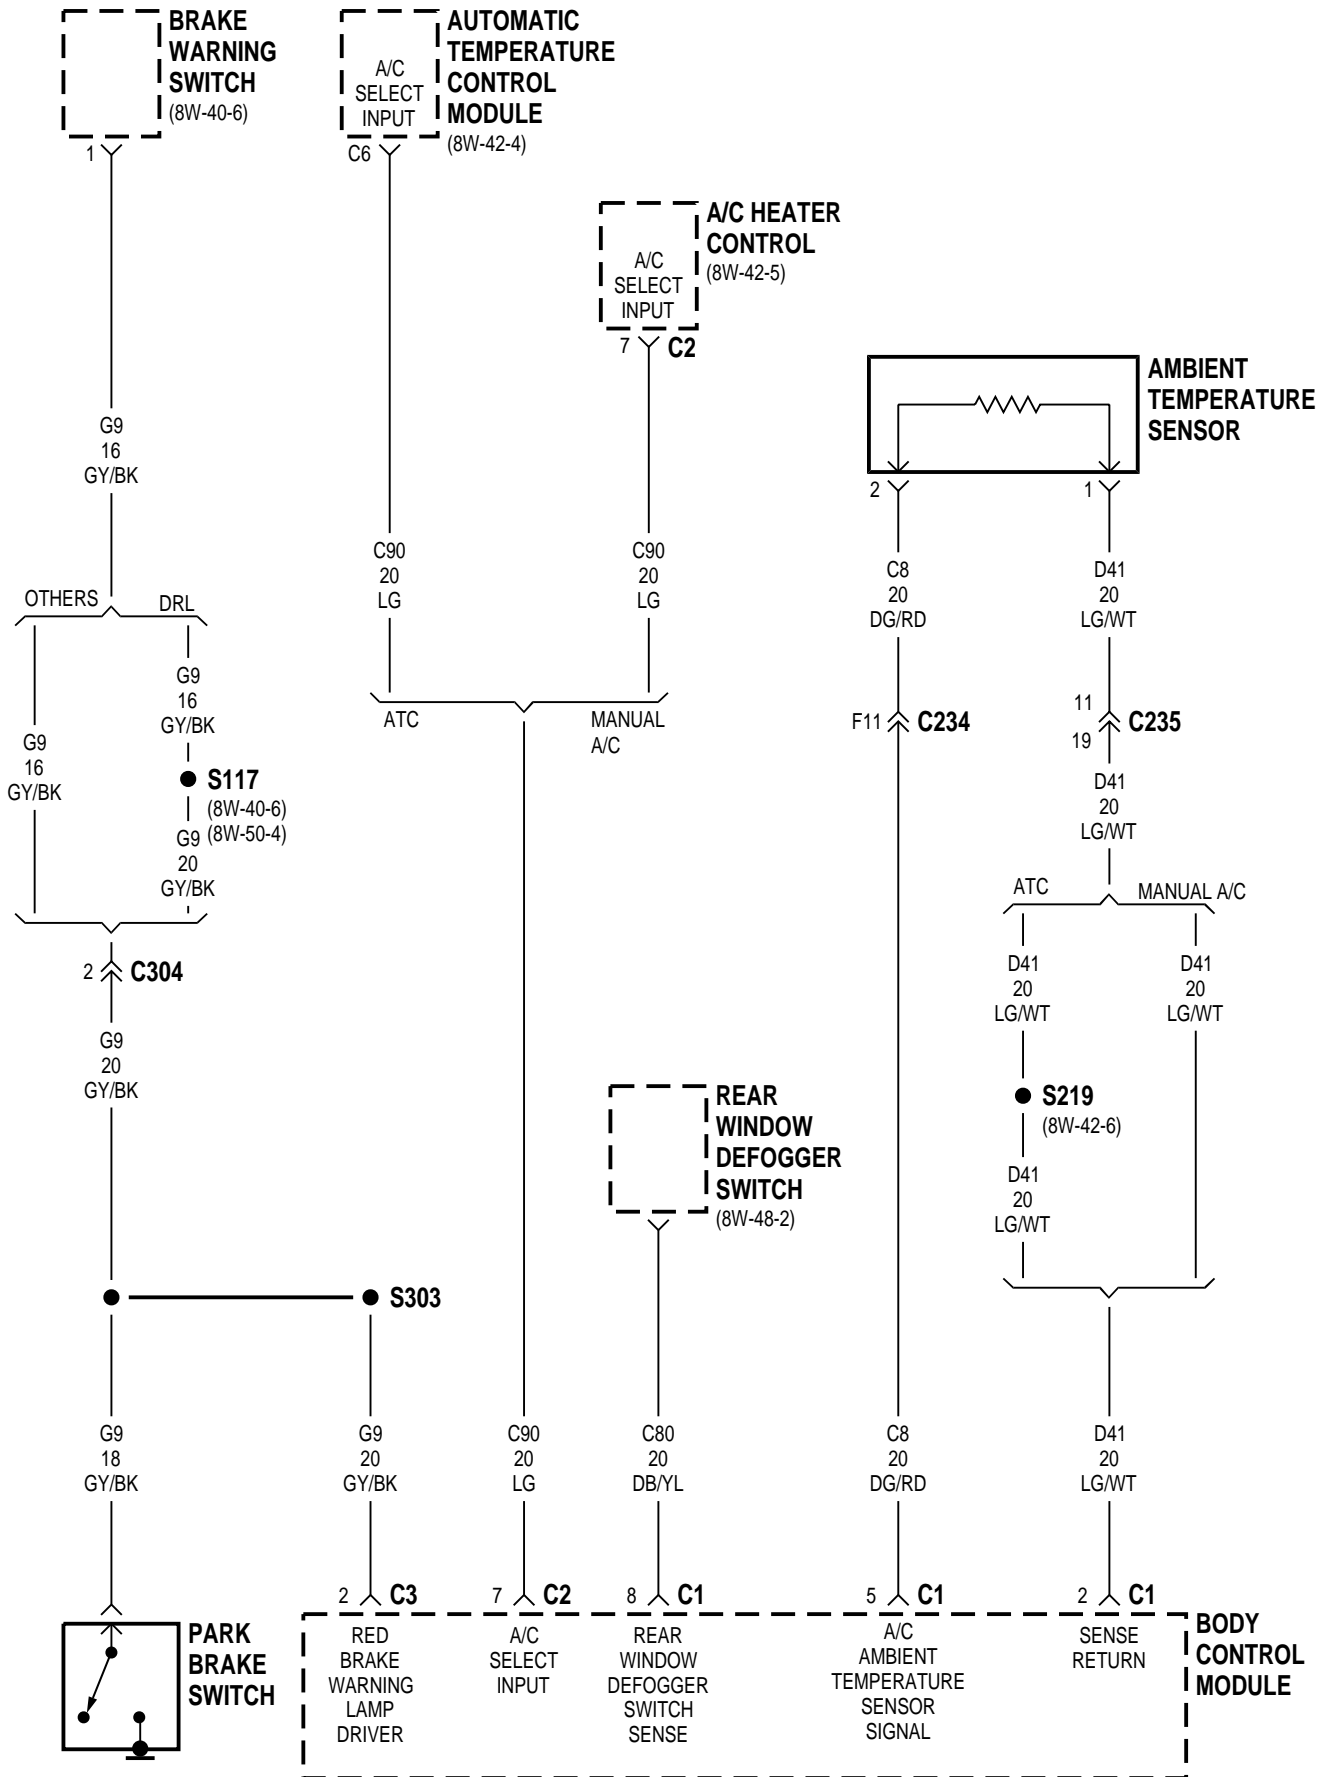 BRAKE
WARNING
SWITCH
(8W-40-6)
1
AUTOMATIC
TEMPERATURE
CONTROL
MODULE
(8W-42-4)
A/C
SELECT
INPUT
C6
A/C HEATER
CONTROL
(8W-42-5)
A/C
SELECT
INPUT
7 C2
AMBIENT
TEMPERATURE
SENSOR
2
1
G9
16
GY/BK
C90
20
LG
C90
20
LG
C8
20
DG/RD
D41
20
LG/WT
OTHERS
DRL
G9
16
GY/BK
G9
16
GY/BK
S117
(8W-40-6)
(8W-50-4)
G9
20
GY/BK
ATC
MANUAL
A/C
F11 C234
11
19
C235
D41
20
LG/WT
ATC
MANUAL A/C
2 C304
D41
20
LG/WT
D41
20
LG/WT
G9
20
GY/BK
REAR
WINDOW
DEFOGGER
SWITCH
(8W-48-2)
S219
(8W-42-6)
D41
20
LG/WT
S303
G9
18
GY/BK
G9
20
GY/BK
C90
20
LG
C80
20
DB/YL
C8
20
DG/RD
D41
20
LG/WT
2 C3
7 C2
8 C1
5 C1
2 C1
PARK
BRAKE
SWITCH
RED
BRAKE
WARNING
LAMP
DRIVER
A/C
SELECT
INPUT
REAR
WINDOW
DEFOGGER
SWITCH
SENSE
A/C
AMBIENT
TEMPERATURE
SENSOR
SIGNAL
SENSE
RETURN
BODY
CONTROL
MODULE